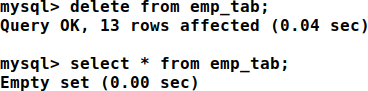 mysql> delete from emp_tab;
Query OK, 13 rows affected (0.04 sec)
mysql> select * from emp_tab;
Empty set (0.00 sec)